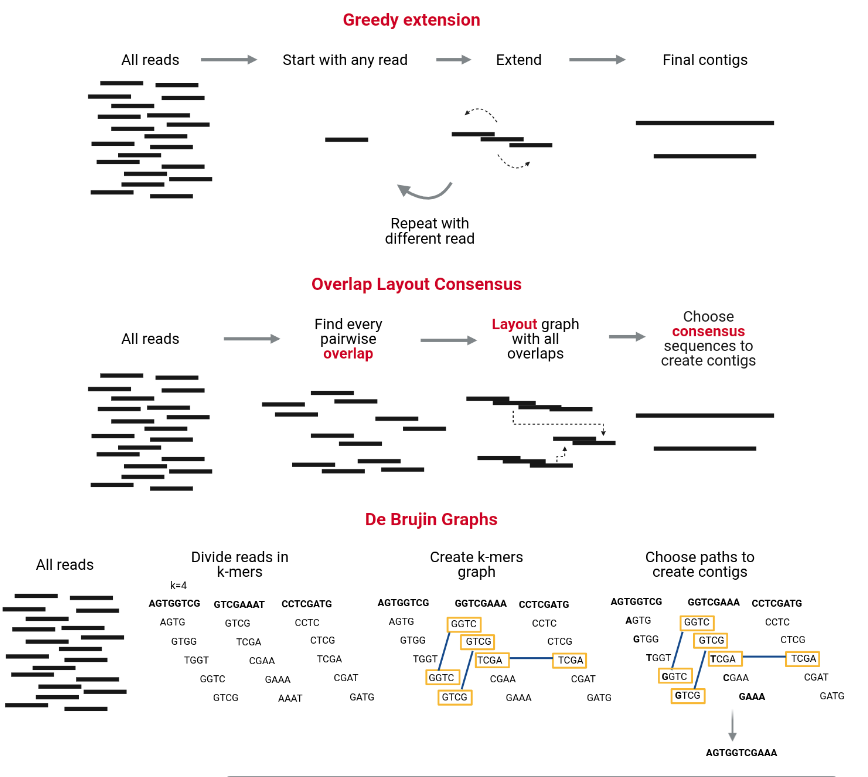 Greedy extension
All reads
Start with any read
Extend
Final contigs
Repeat with
different read
Overlap Layout Consensus
All reads
Find every
pairwise
overlap
Layout graph
with all
overlaps
Choose
consensus
sequences to
create contigs
De Brujin Graphs
All reads
Divide reads in
k-mers
k=4
AGTGGTCG GTCGAAAT CCTCGATG
AGTG GTCG CCTC
GTGG TCGA CTCG
TGGT CGAA TCGA
GGTC GAAA CGAT
GTCG AAAT GATG
Create k-mers
graph
AGTGGTCG GGTCGAAA CCTCGATG
AGTG GGTC CCTC
GTGG GTCG CTCG
TGGT TCGA TCGA
GGTC CGAA CGAT
GTCG GAAA GATG
Choose paths to
create contigs
AGTGGTCG GGTCGAAA CCTCGATG
AGTG GGTC CCTC
GTGG GTCG CTCG
TGGT TCGA TCGA
GGTC CGAA CGAT
GTCG GAAA GATG
AGTGGTCGAAA